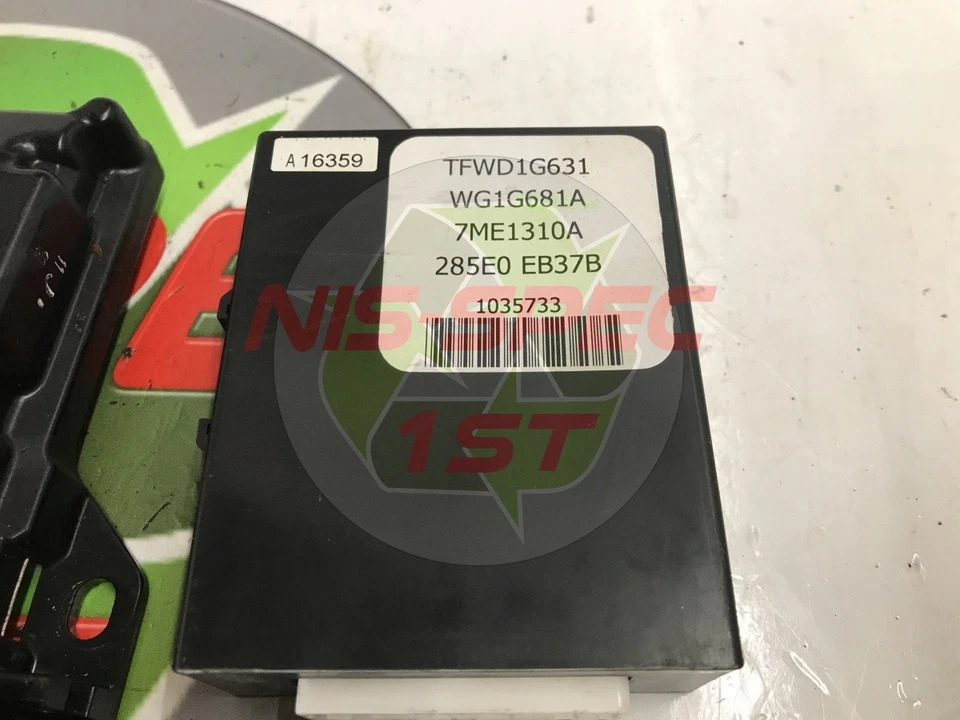 A 16359
TFWD1G631
WG1G681A
7ME1310A
285E0 EB37B
1035733
NIS-SPEC
1ST